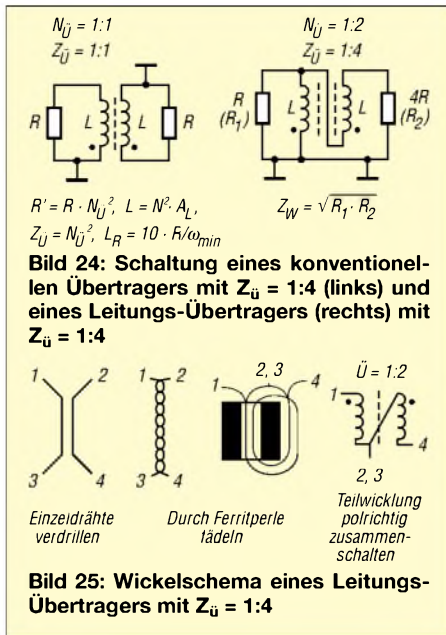 N_Ü = 1:1
Z_Ü = 1:1
R
L
L
R
N_Ü = 1:2
Z_Ü = 1:4
R
(R₁)
L
L
4R
(R₂)
R' = R · N_Ü², L = N² · A_L,
Z_Ü = N_Ü², L_R = 10 · R/ω_min
Z_W = √R₁ · R₂
Bild 24: Schaltung eines konventionel-
len Übertragers mit Z_ü = 1:4 (links) und
eines Leitungs-Übertragers (rechts) mit
Z_ü = 1:4
1 2
3 4
1 2
3 4
1
2, 3
4
Ü = 1:2
1
4
2, 3
Einzeldrähte
verdrillen
Durch Ferritperle
fädeln
Teilwicklung
polrichtig
zusammen-
schalten
Bild 25: Wickelschema eines Leitungs-
Übertragers mit Z_ü = 1:4